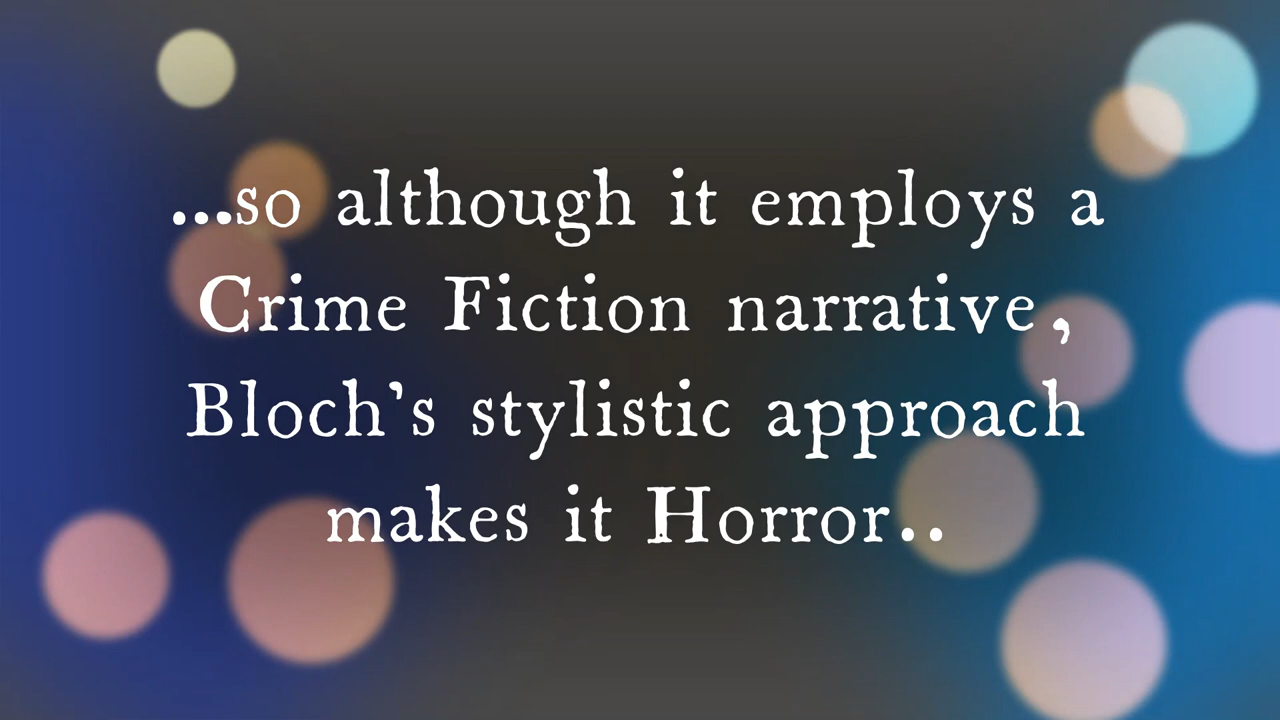 ...so although it employs a
Crime Fiction narrative,
Bloch's stylistic approach
makes it Horror..